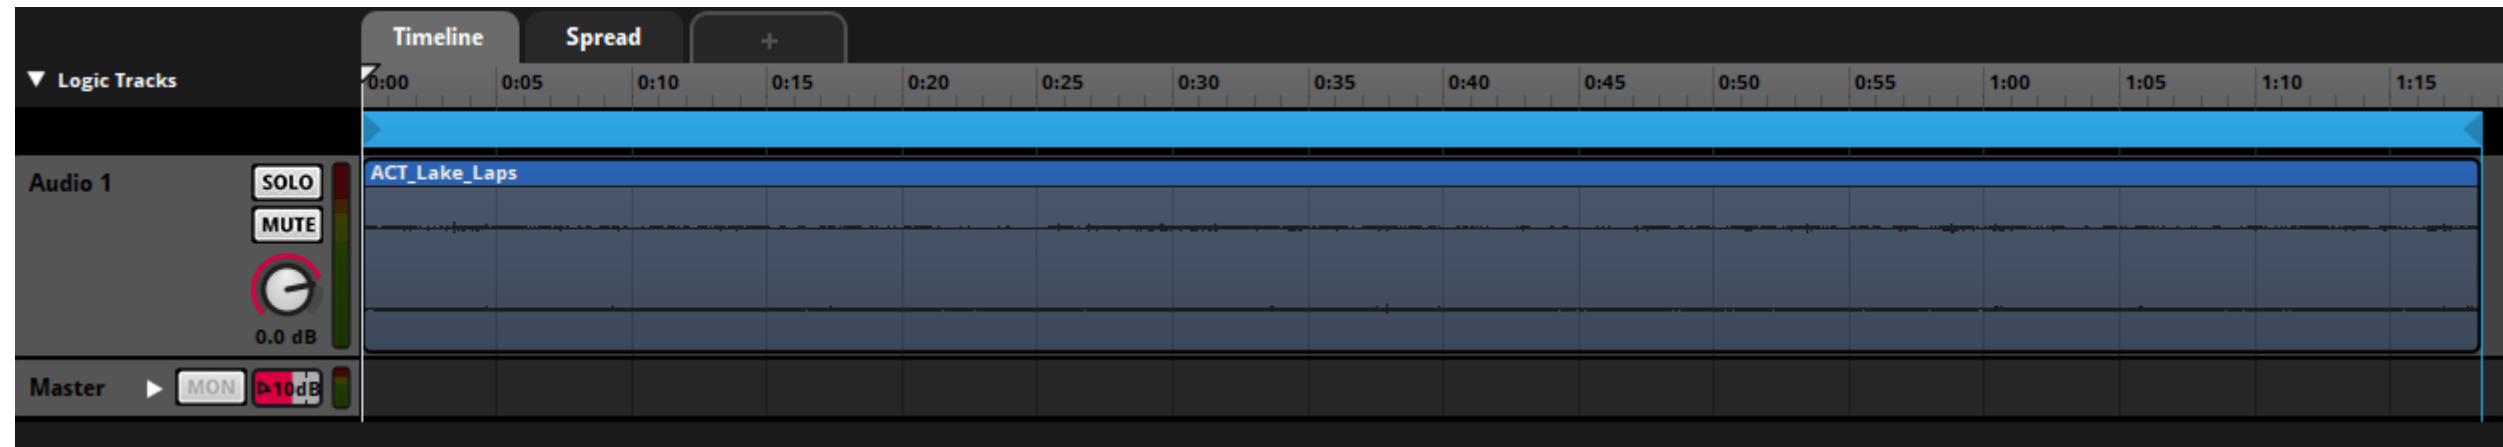 Timeline Spread +
Logic Tracks 0:00 0:05 0:10 0:15 0:20 0:25 0:30 0:35 0:40 0:45 0:50 0:55 1:00 1:05 1:10 1:15
Audio 1 SOLO ACT_Lake_Laps
MUTE
0.0 dB
Master MON 10dB